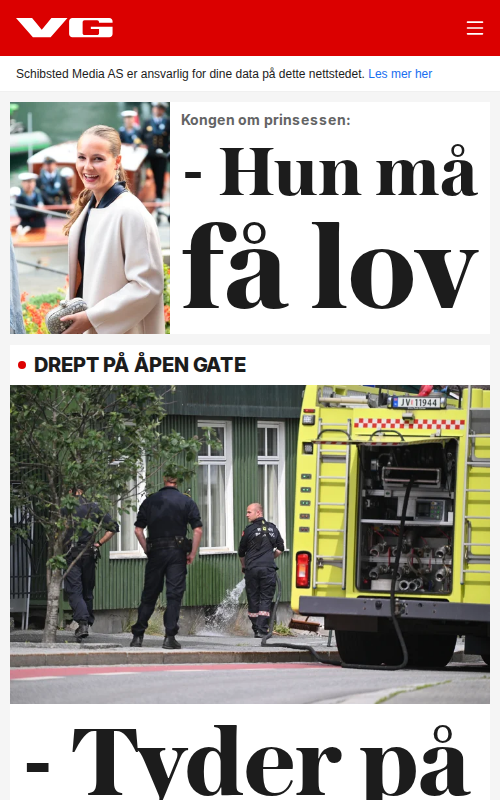 VG
Schibsted Media AS er ansvarlig for dine data på dette nettstedet. Les mer her
Kongen om prinsessen:
- Hun må
få lov
DREPT PÅ ÅPEN GATE
JV 11944
- Tyder på